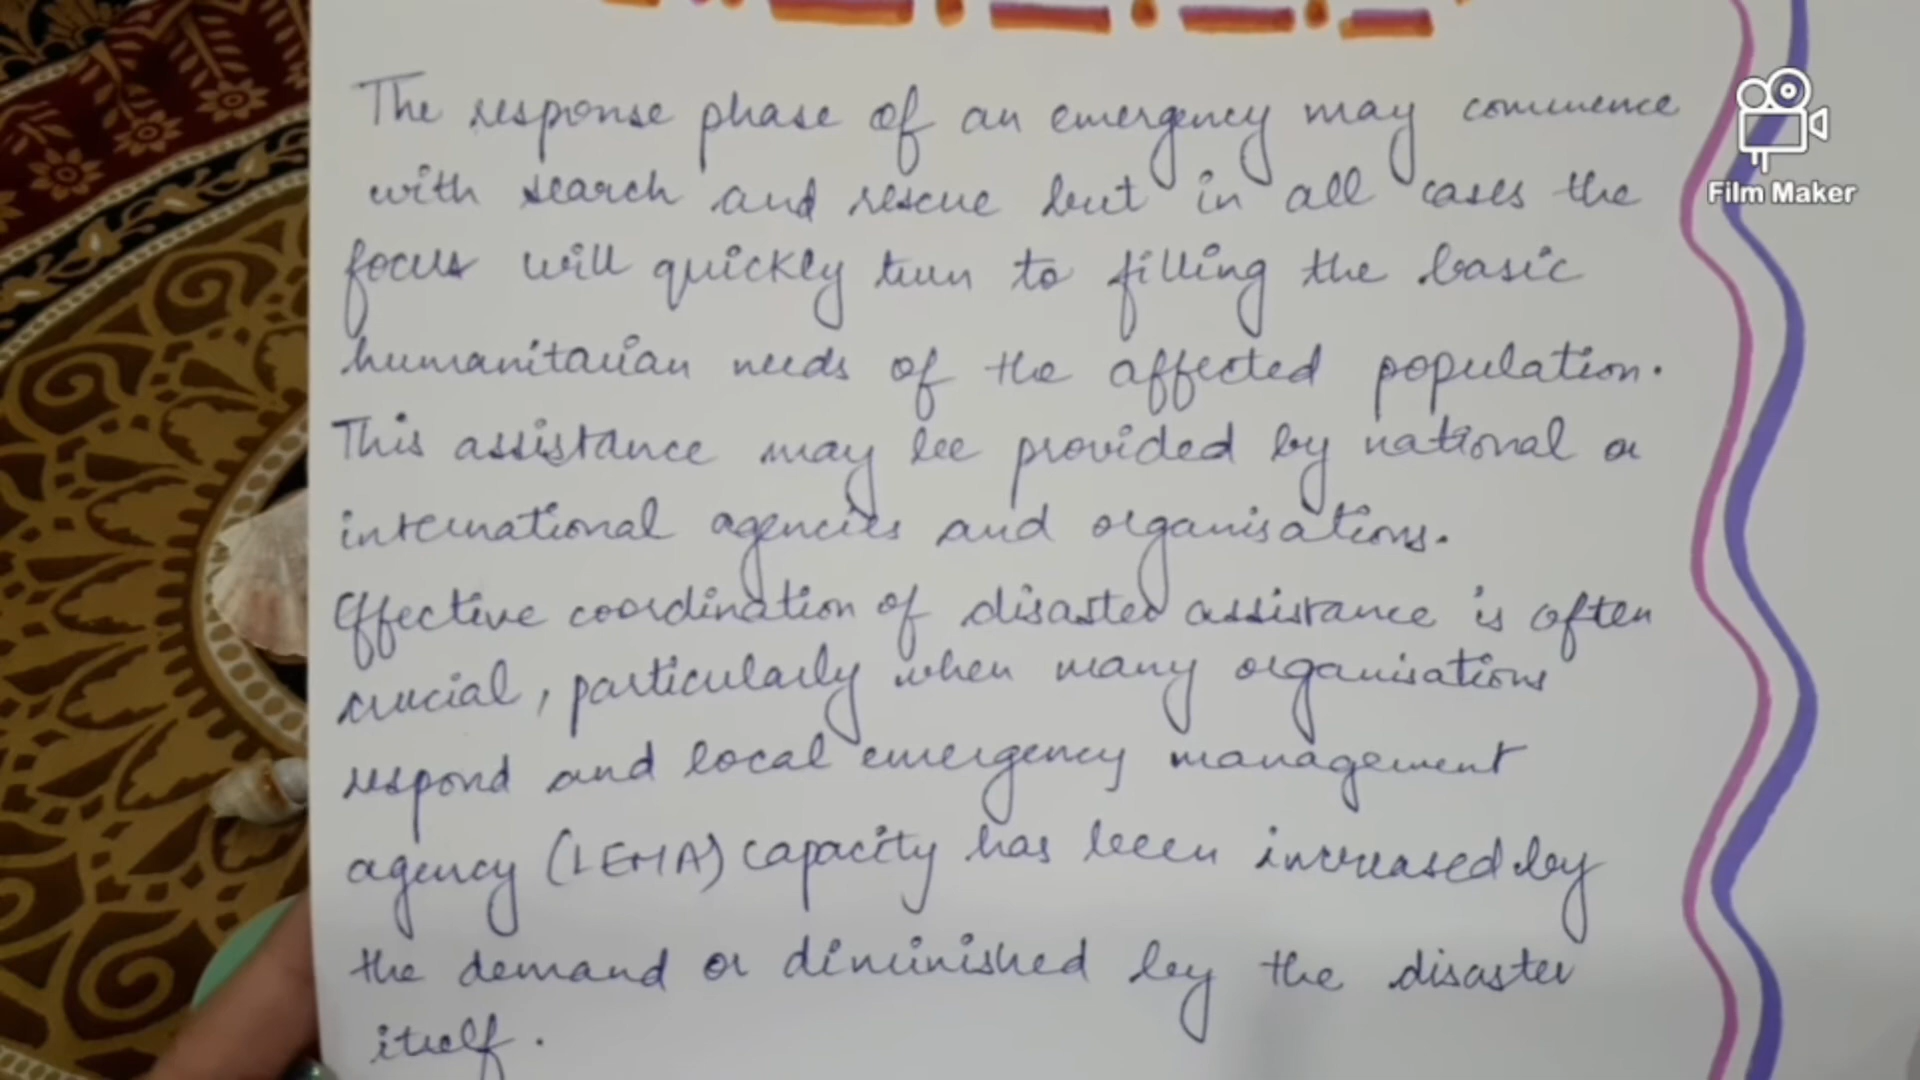 The response phase of an emergency may commence
with search and rescue but in all cases the
focus will quickly turn to filling the basic
humanitarian needs of the affected population.
This assistance may be provided by national or
international agencies and organisations.
Effective coordination of disaster assistance is often
crucial, particularly when many organisations
respond and local emergency management
agency (LEMA) capacity has been increased by
the demand or diminished by the disaster
itself.
Film Maker